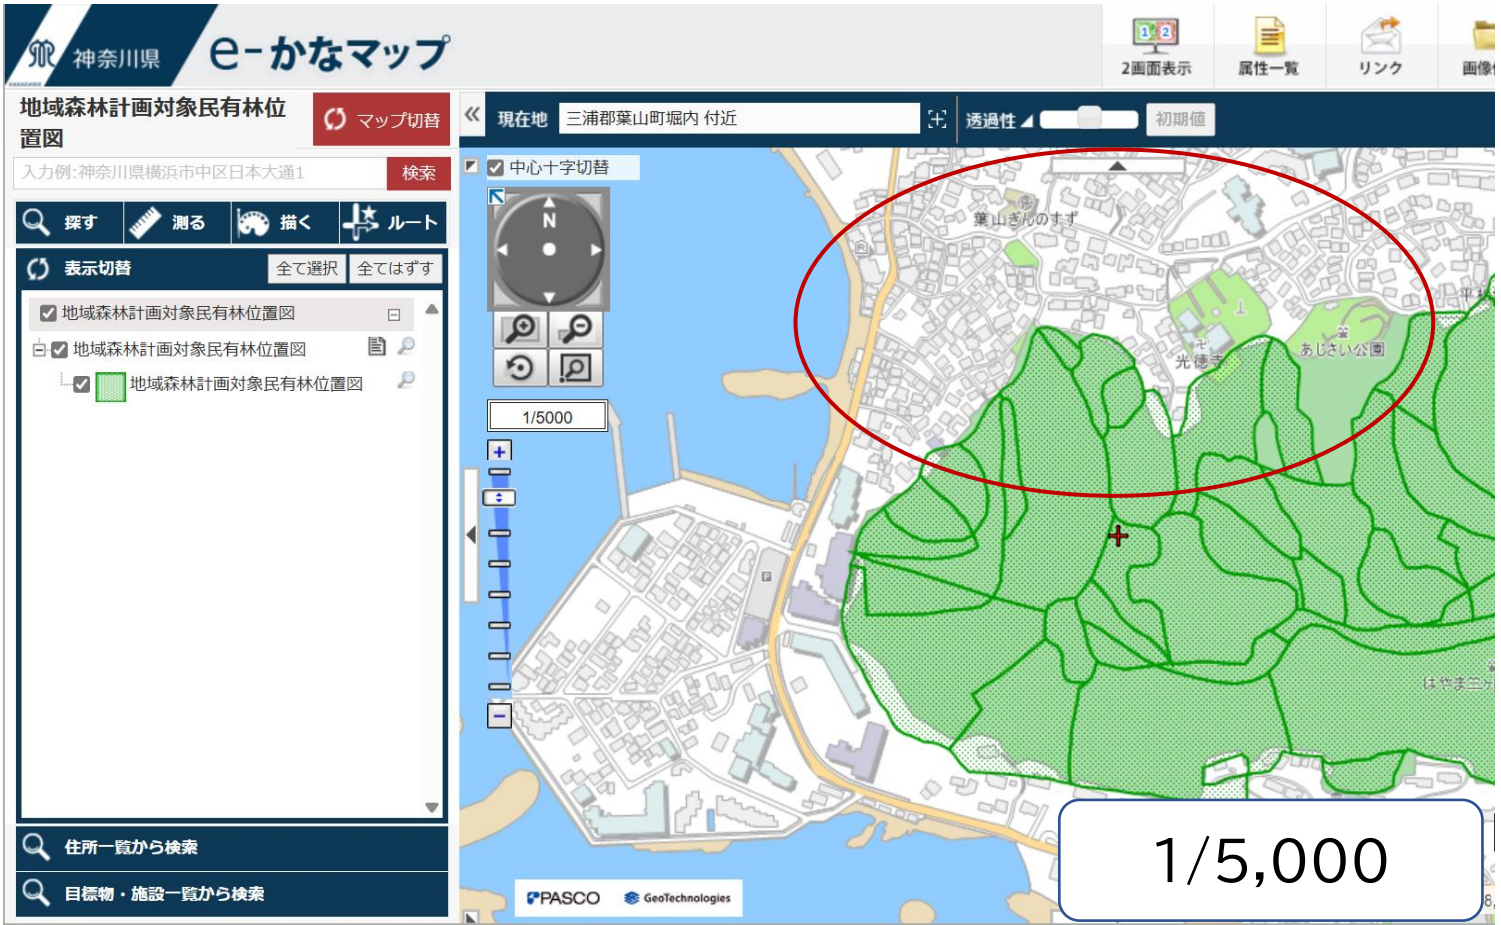 神奈川県
e-かなマップ
2画面表示
属性一覧
リンク
地域森林計画対象民有林位
置図
マップ切替
現在地
三浦郡葉山町堀内 付近
透過性
初期値
入力例:神奈川県横浜市中区日本大通1
検索
中心十字切替
探す
測る
描く
ルート
N
葉山ぎんのすず
表示切替
全て選択
全てはずす
地域森林計画対象民有林位置図
地域森林計画対象民有林位置図
地域森林計画対象民有林位置図
光徳寺
あじさい公園
1/5000
P
はやま三ヶ
1/5,000
住所一覧から検索
目標物・施設一覧から検索
PASCO
GeoTechnologies